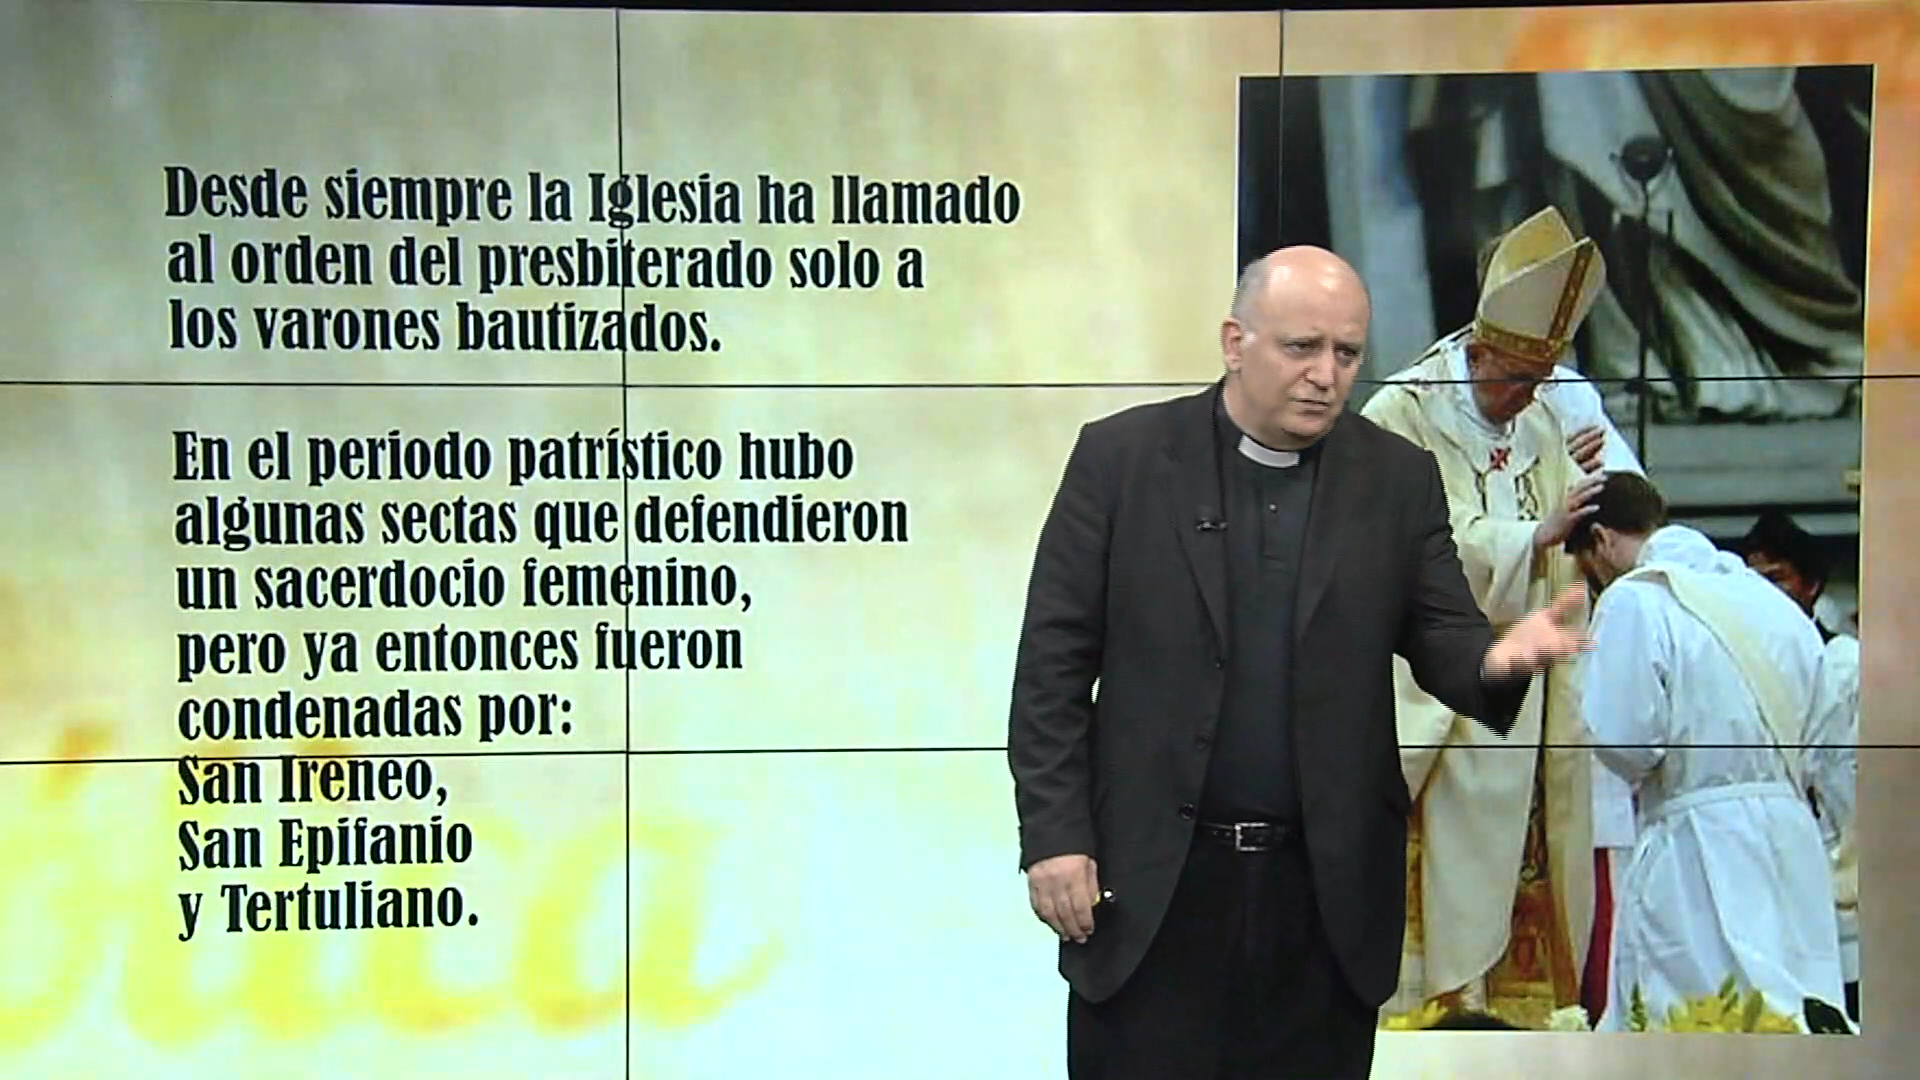 Desde siempre la Iglesia ha llamado
al orden del presbiterado solo a
los varones bautizados.
En el periodo patrístico hubo
algunas sectas que defendieron
un sacerdocio femenino,
pero ya entonces fueron
condenadas por:
San Ireneo,
San Epifanio
y Tertuliano.